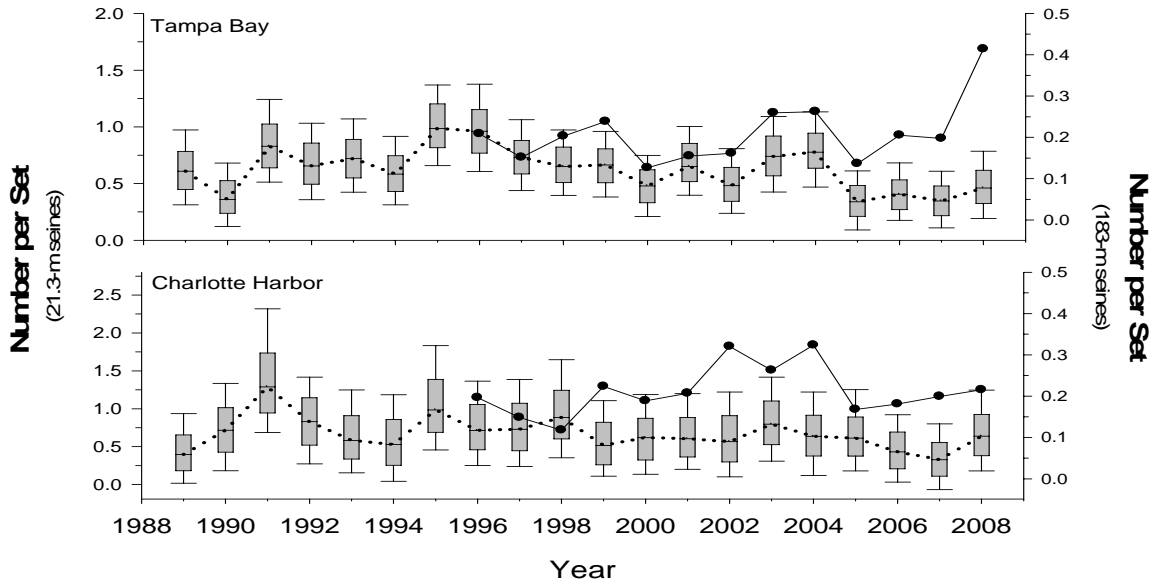 Tampa Bay
2.0
1.5
1.0
0.5
0.0
0.5
0.4
0.3
0.2
0.1
0.0
Charlotte Harbor
2.5
2.0
1.5
1.0
0.5
0.0
0.5
0.4
0.3
0.2
0.1
0.0
Number per Set
(21.3-m seines)
Number per Set
(183-m seines)
1988 1990 1992 1994 1996 1998 2000 2002 2004 2006 2008
Year